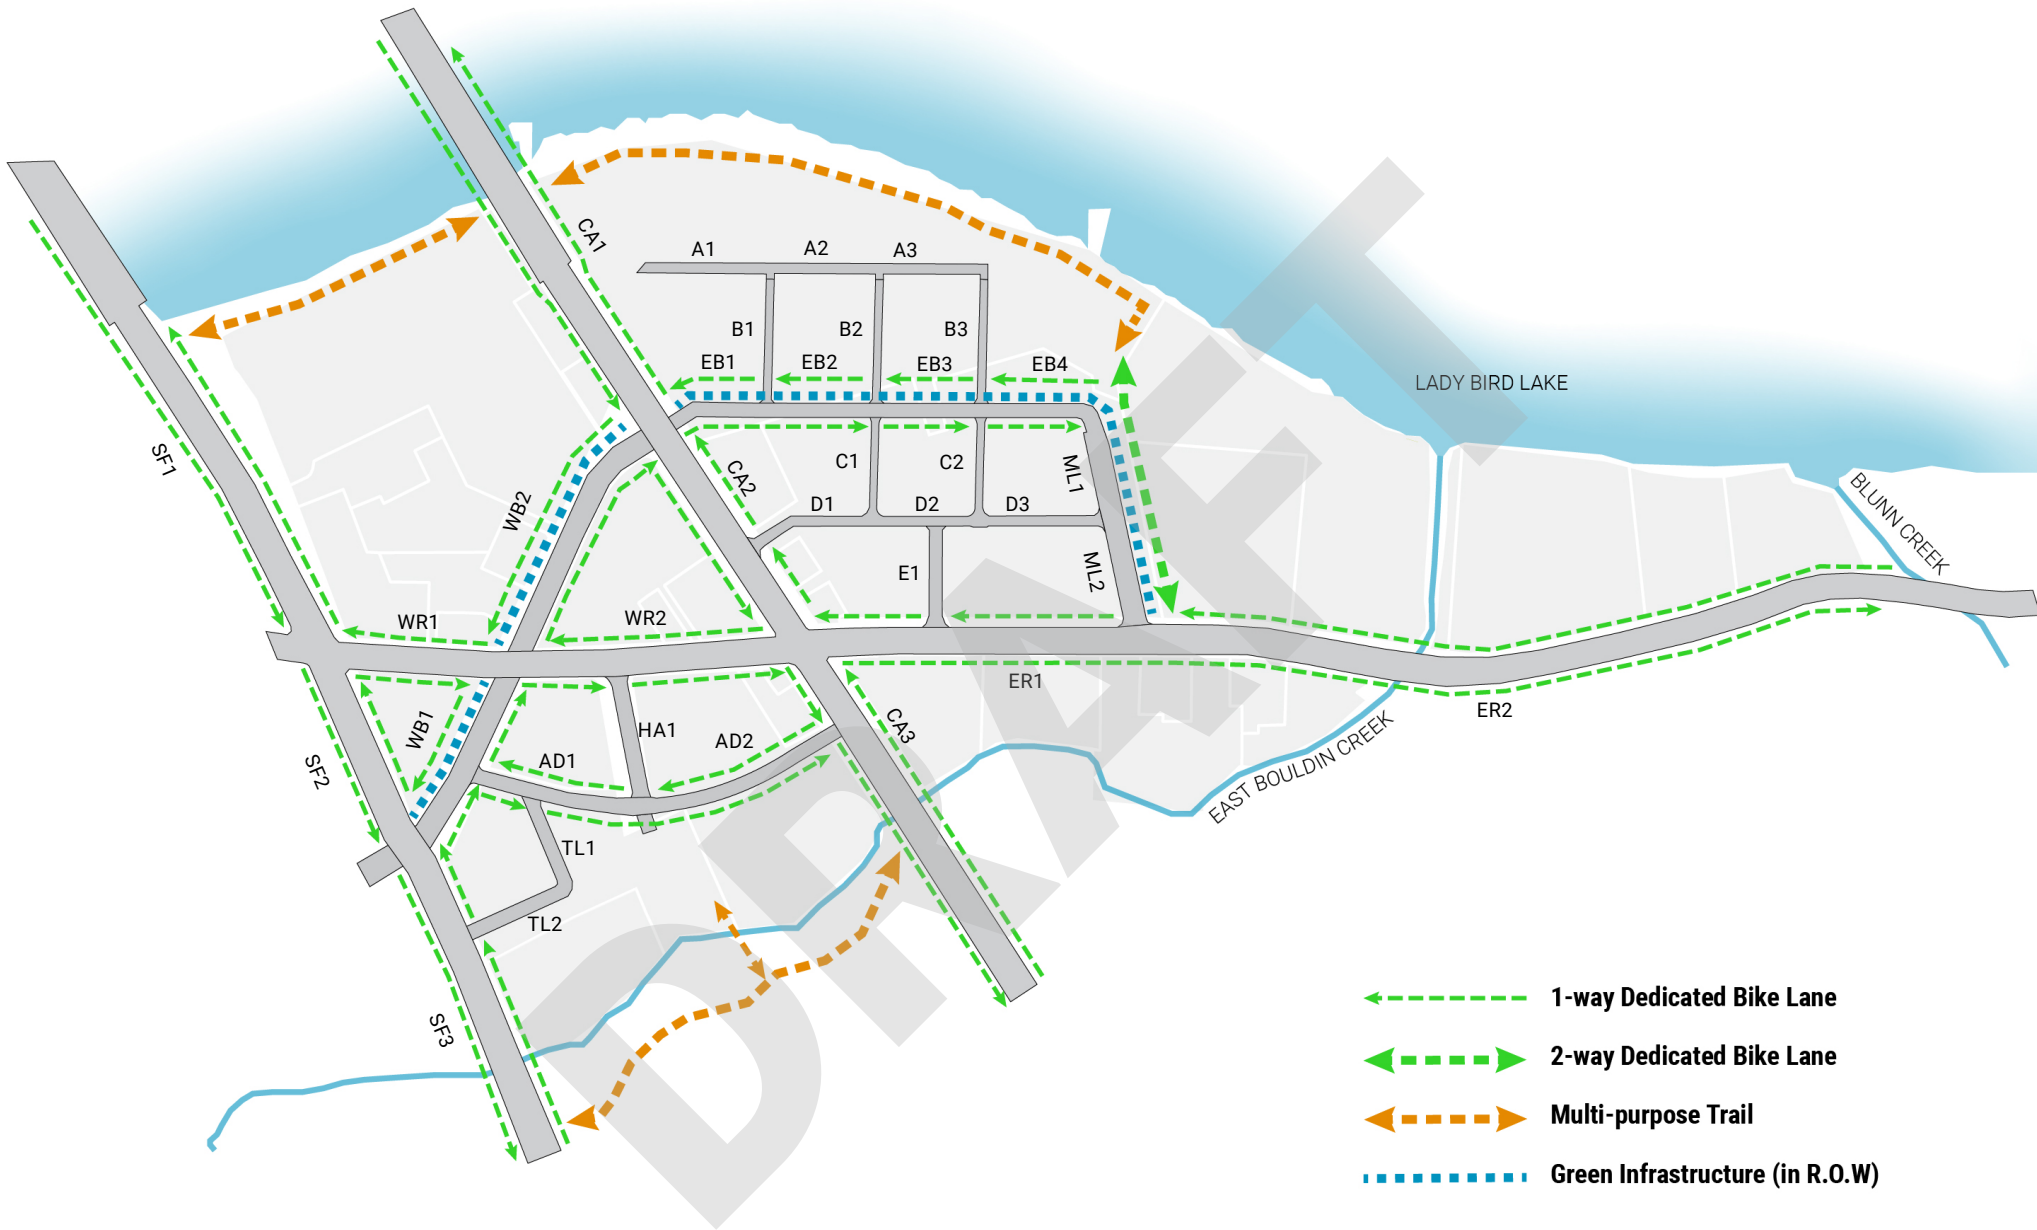 CA1
A1
A2
A3
B1
B2
B3
EB1
EB2
EB3
EB4
LADY BIRD LAKE
SF1
CA2
C1
C2
ML1
WB2
D1
D2
D3
BLUNN CREEK
E1
ML2
WR1
WR2
ER1
ER2
WB1
HA1
AD1
AD2
CA3
SF2
EAST BOULDIN CREEK
TL1
TL2
SF3
DRAFT
1-way Dedicated Bike Lane
2-way Dedicated Bike Lane
Multi-purpose Trail
Green Infrastructure (in R.O.W)